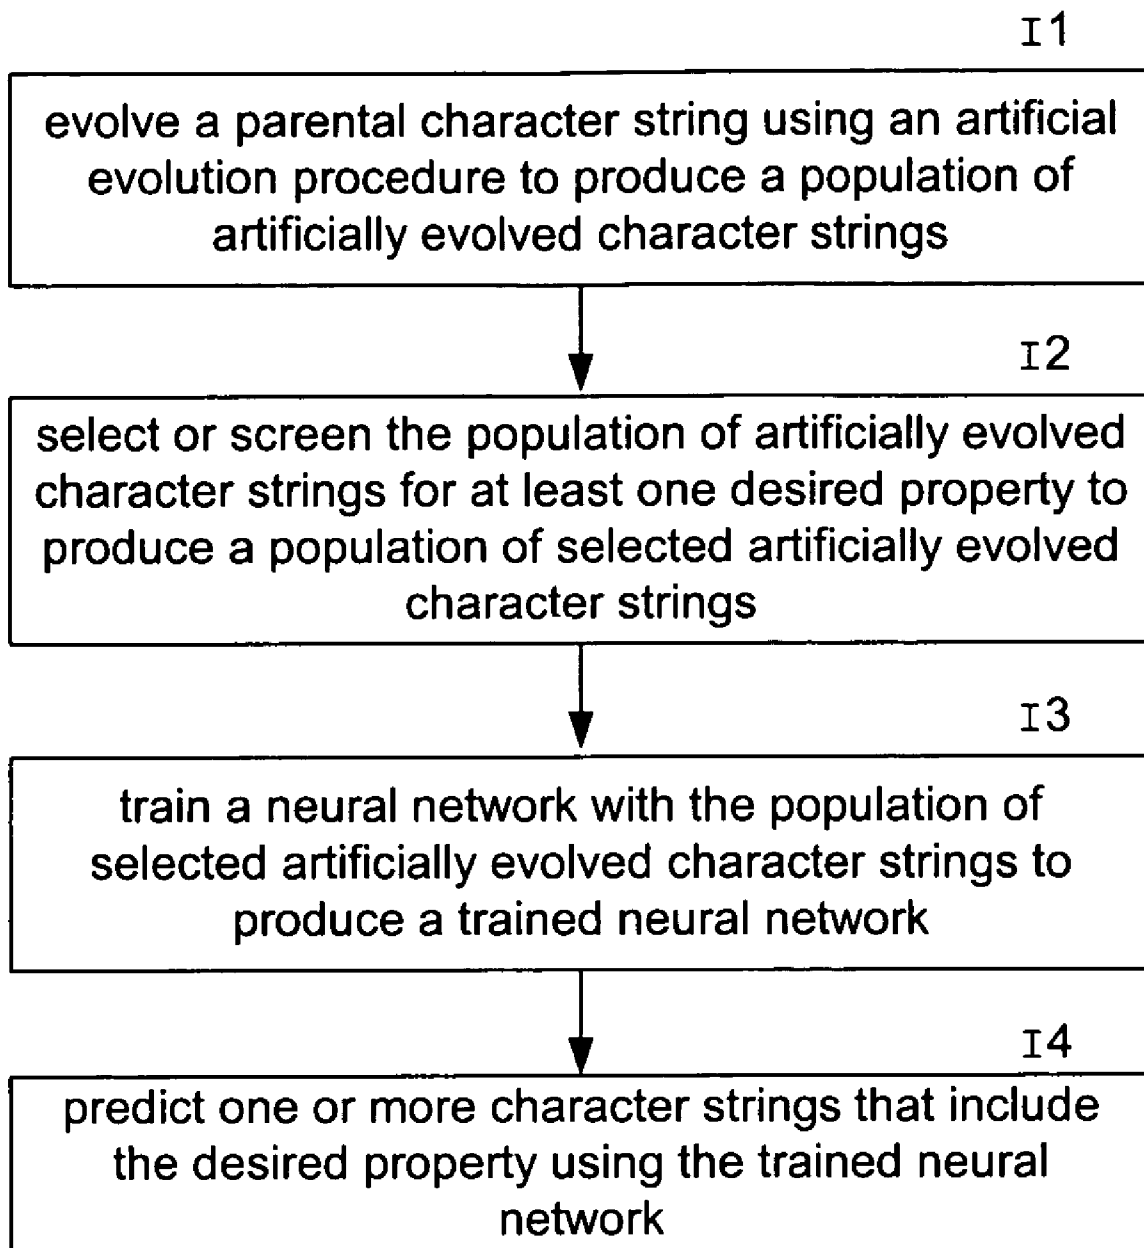 I1
evolve a parental character string using an artificial
evolution procedure to produce a population of
artificially evolved character strings
I2
select or screen the population of artificially evolved
character strings for at least one desired property to
produce a population of selected artificially evolved
character strings
I3
train a neural network with the population of
selected artificially evolved character strings to
produce a trained neural network
I4
predict one or more character strings that include
the desired property using the trained neural
network